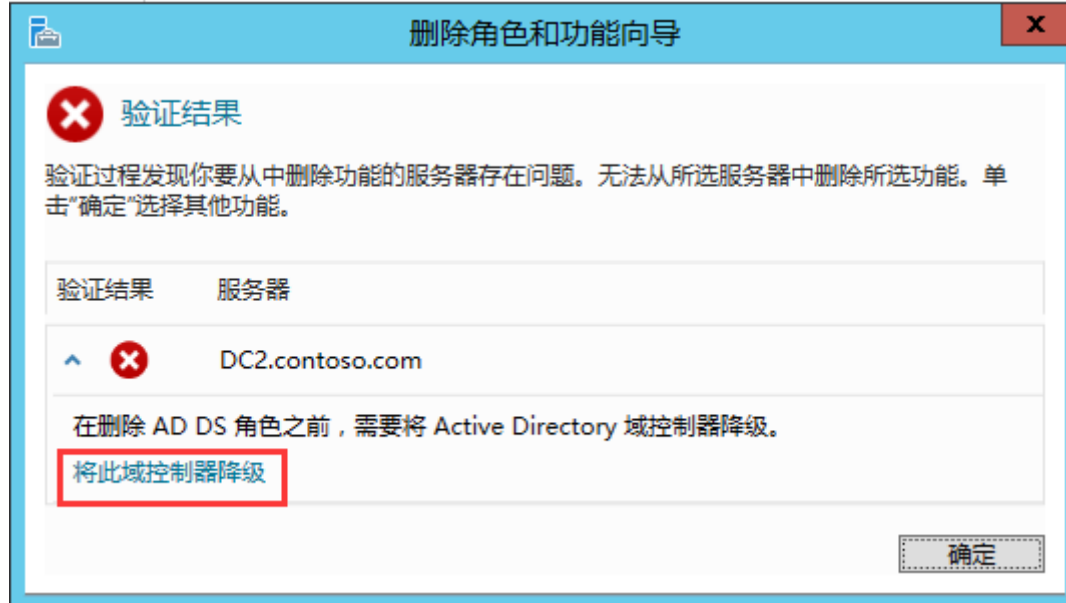 删除角色和功能向导
x
验证结果
验证过程发现你要从中删除功能的服务器存在问题。无法从所选服务器中删除所选功能。单
击"确定"选择其他功能。
验证结果 服务器
DC2.contoso.com
在删除 AD DS 角色之前，需要将 Active Directory 域控制器降级。
将此域控制器降级
确定